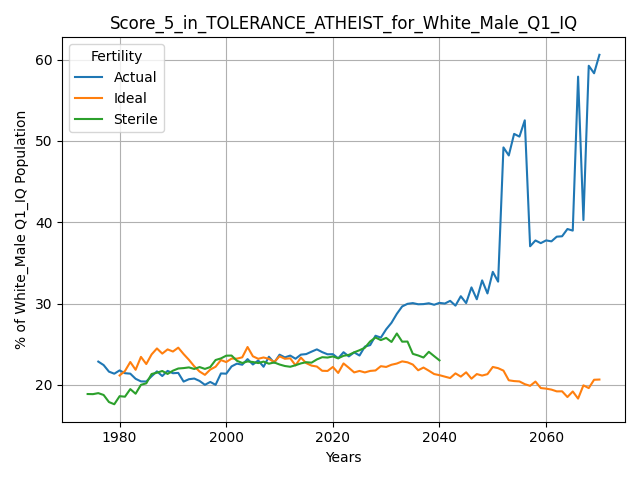 Score_5_in_TOLERANCE_ATHEIST_for_White_Male_Q1_IQ
Fertility
Actual
Ideal
Sterile
% of White_Male Q1_IQ Population
60
50
40
30
20
1980
2000
2020
2040
2060
Years